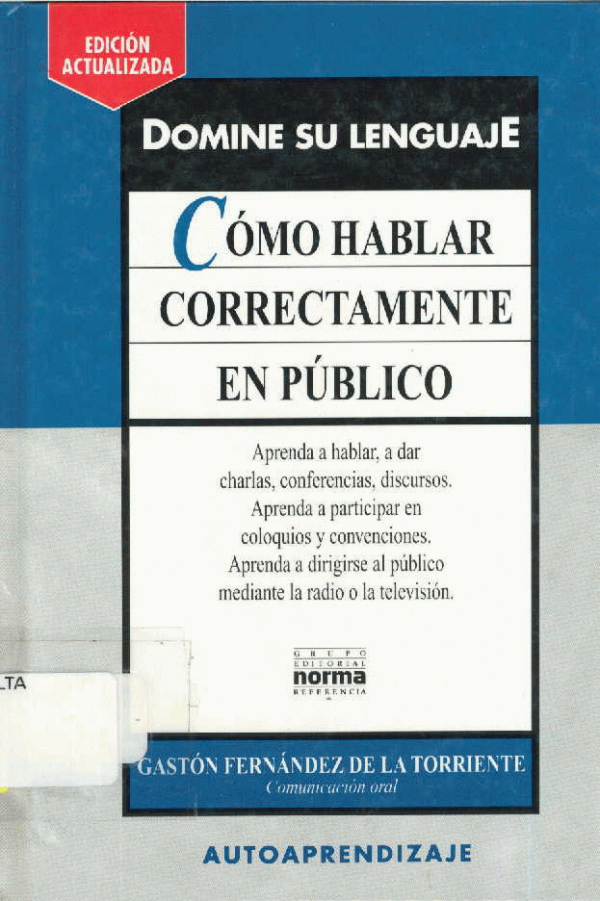 EDICIÓN
ACTUALIZADA
DOMINE SU LENGUAJE
CÓMO HABLAR
CORRECTAMENTE
EN PÚBLICO
Aprenda a hablar, a dar
charlas, conferencias, discursos.
Aprenda a participar en
coloquios y convenciones.
Aprenda a dirigirse al público
mediante la radio o la televisión.
GRUPO
EDITORIAL
norma
REFERENCIA
LTA
GASTÓN FERNÁNDEZ DE LA TORRIENTE
Comunicación oral
AUTOAPRENDIZAJE